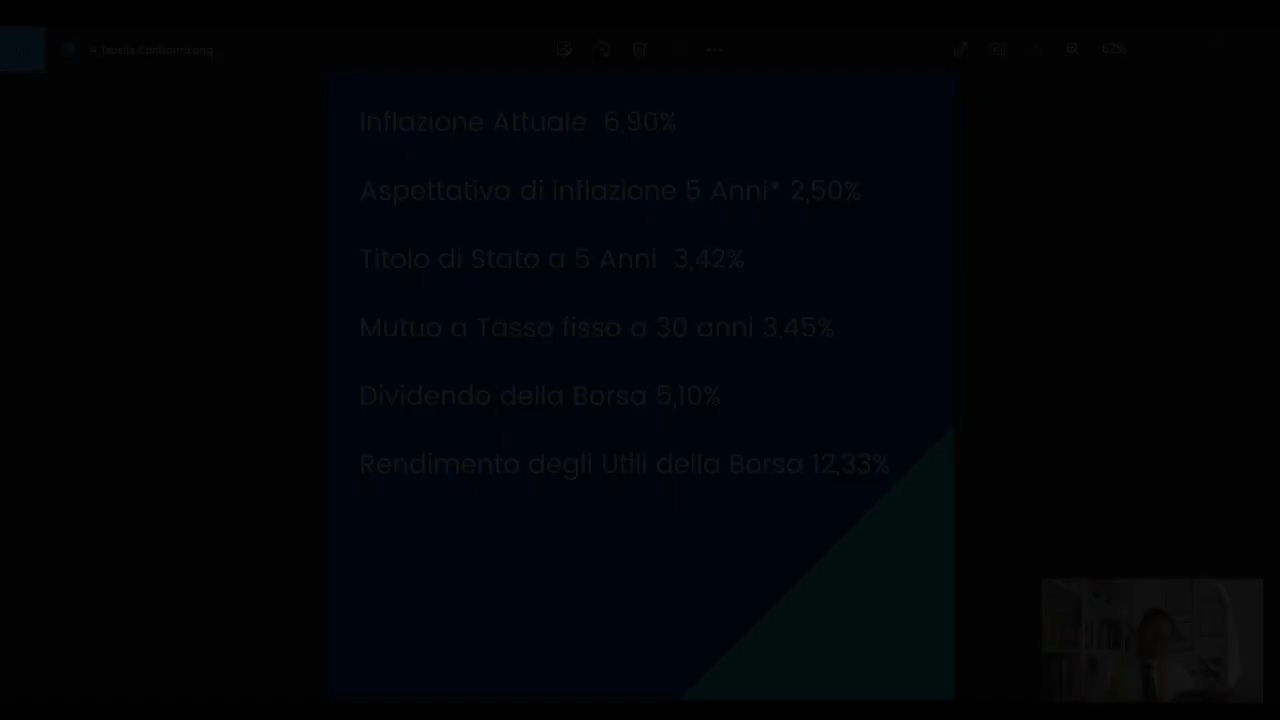 Inflazione Attuale 6,90%
Aspettativa di inflazione 5 Anni* 2,50%
Titolo di Stato a 5 Anni 3,42%
Mutuo a Tasso fisso a 30 anni 3,45%
Dividendo della Borsa 5,10%
Rendimento degli Utili della Borsa 12,33%
62%